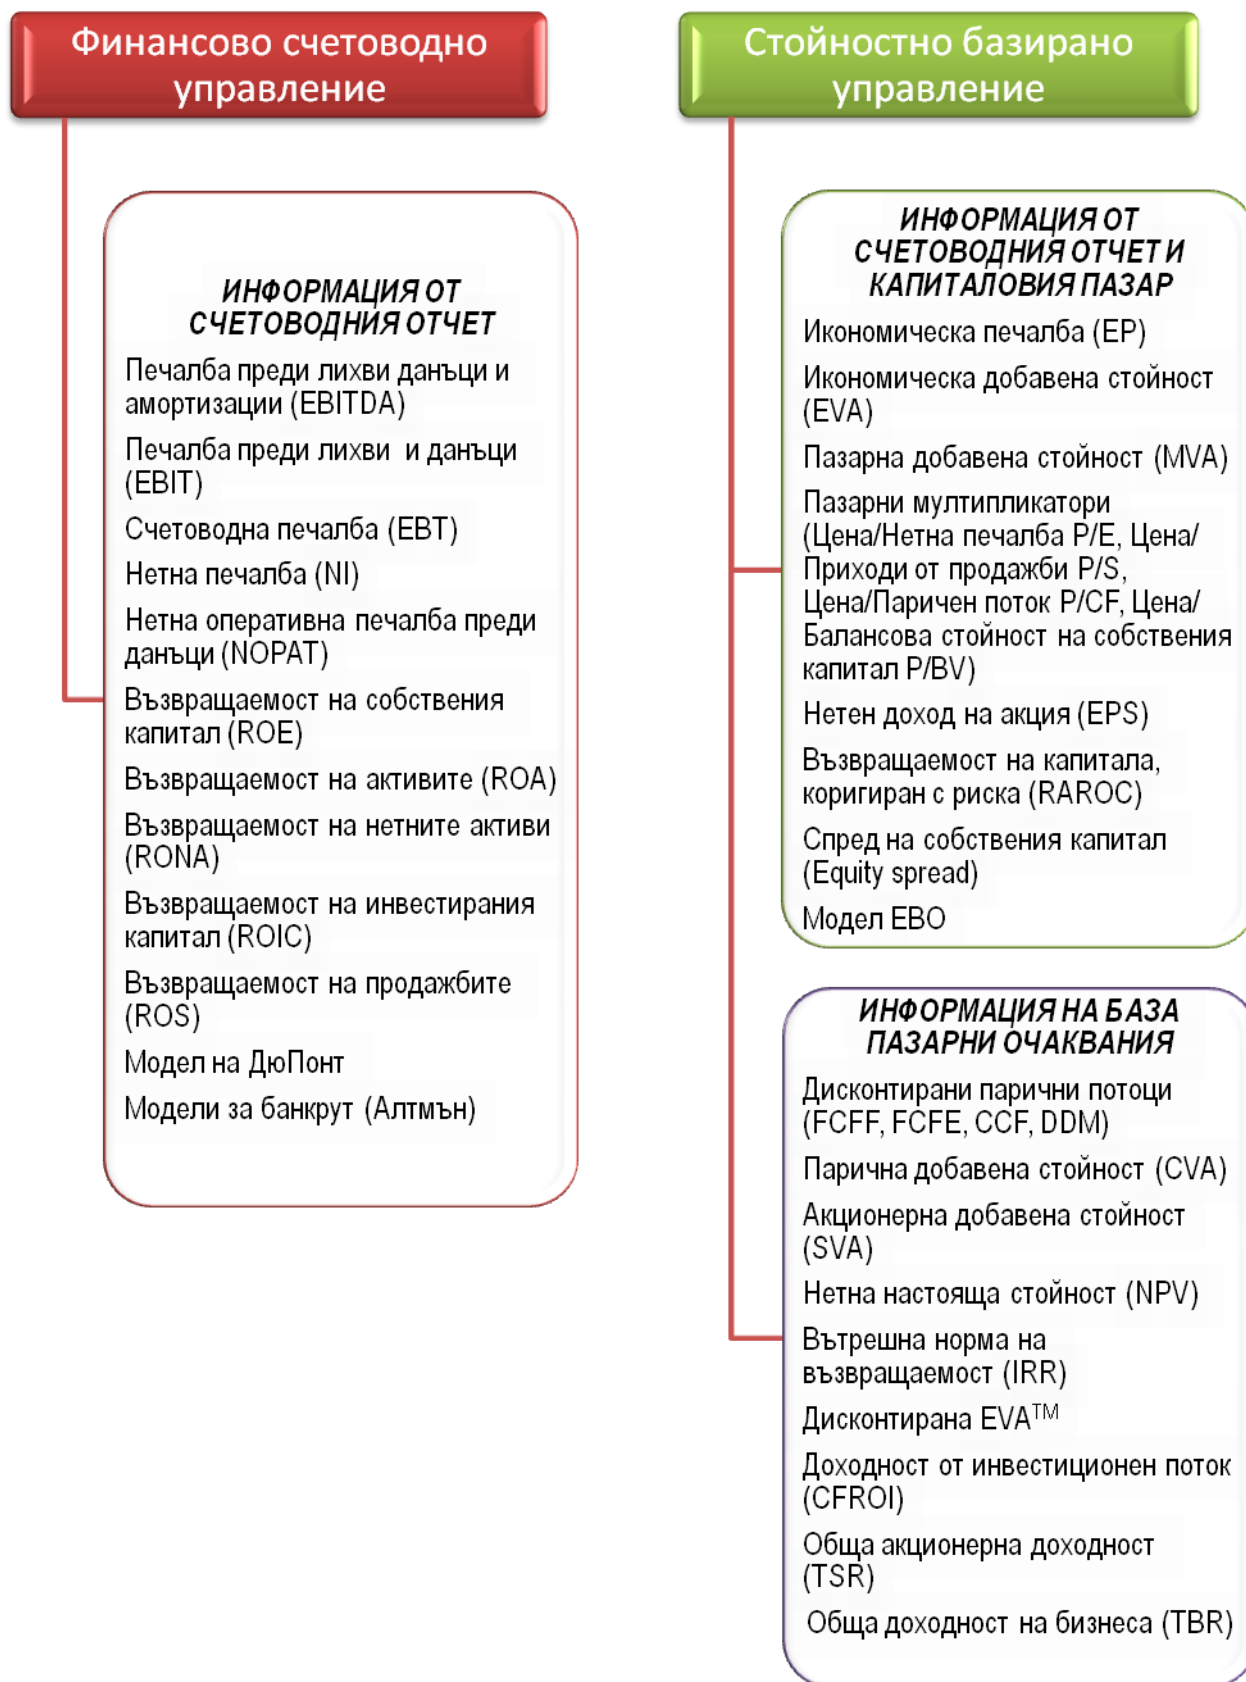 Финансово счетоводно
управление
ИНФОРМАЦИЯ ОТ
СЧЕТОВОДНИЯ ОТЧЕТ
Печалба преди лихви данъци и
амортизации (EBITDA)
Печалба преди лихви и данъци
(EBIT)
Счетоводна печалба (EBT)
Нетна печалба (NI)
Нетна оперативна печалба преди
данъци (NOPAT)
Възвращаемост на собствения
капитал (ROE)
Възвращаемост на активите (ROA)
Възвращаемост на нетните активи
(RONA)
Възвращаемост на инвестирания
капитал (ROIC)
Възвращаемост на продажбите
(ROS)
Модел на ДюПонт
Модели за банкрут (Алтмън)
Стойностно базирано
управление
ИНФОРМАЦИЯ ОТ
СЧЕТОВОДНИЯ ОТЧЕТ И
КАПИТАЛОВИЯ ПАЗАР
Икономическа печалба (EP)
Икономическа добавена стойност
(EVA)
Пазарна добавена стойност (MVA)
Пазарни мултипликатори
(Цена/Нетна печалба P/E, Цена/
Приходи от продажби P/S,
Цена/Паричен поток P/CF, Цена/
Балансова стойност на собствения
капитал P/BV)
Нетен доход на акция (EPS)
Възвращаемост на капитала,
коригиран с риска (RAROC)
Спред на собствения капитал
(Equity spread)
Модел EBO
ИНФОРМАЦИЯ НА БАЗА
ПАЗАРНИ ОЧАКВАНИЯ
Дисконтирани парични потоци
(FCFF, FCFE, CCF, DDM)
Парична добавена стойност (CVA)
Акционерна добавена стойност
(SVA)
Нетна настояща стойност (NPV)
Вътрешна норма на
възвращаемост (IRR)
Дисконтирана EVA™
Доходност от инвестиционен поток
(CFROI)
Обща акционерна доходност
(TSR)
Обща доходност на бизнеса (TBR)